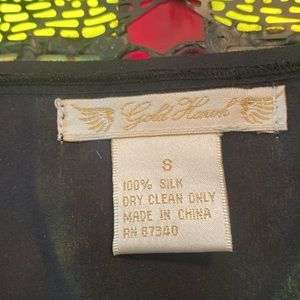 Gold Hawk
S
100% SILK
DRY CLEAN ONLY
MADE IN CHINA
RN 87340